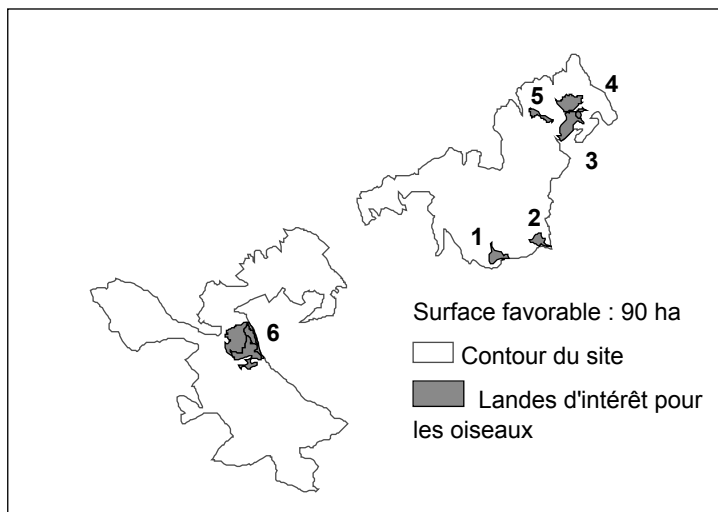 4
5
3
2
1
6
Surface favorable : 90 ha
Contour du site
Landes d'intérêt pour
les oiseaux